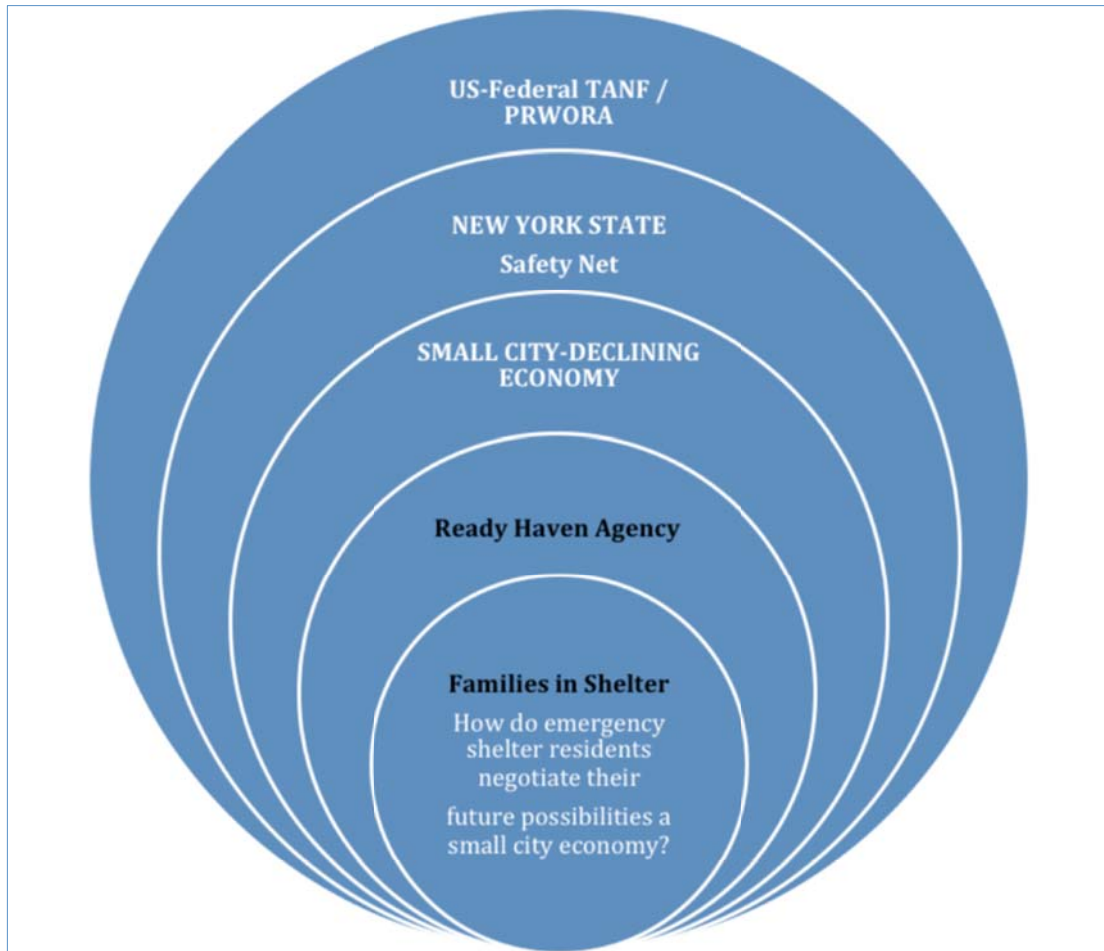 US-Federal TANF /
PRWORA
NEW YORK STATE
Safety Net
SMALL CITY-DECLINING
ECONOMY
Ready Haven Agency
Families in Shelter
How do emergency
shelter residents
negotiate their
future possibilities a
small city economy?